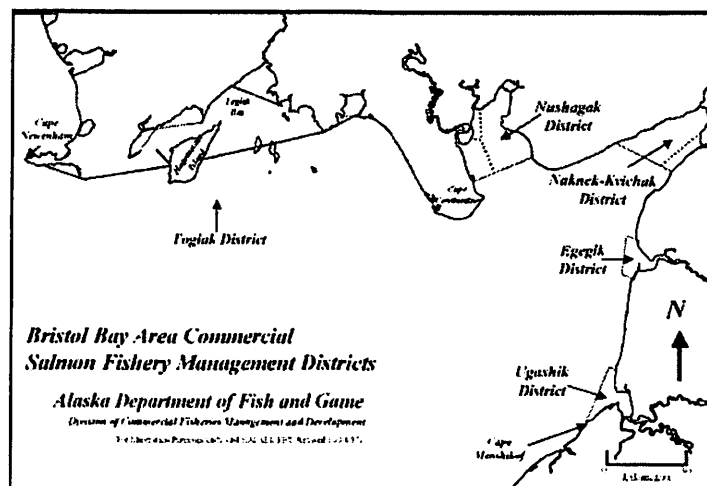 Cape
Newenham
Togiak
Bay
Island
Togiak District
Cape
Nushagak
District
Naknek-Kvichak
District
Egegik
District
N
Ugashik
District
Cape
Menshikof
Bristol Bay Area Commercial
Salmon Fishery Management Districts
Alaska Department of Fish and Game
Division of Commercial Fisheries Management and Development